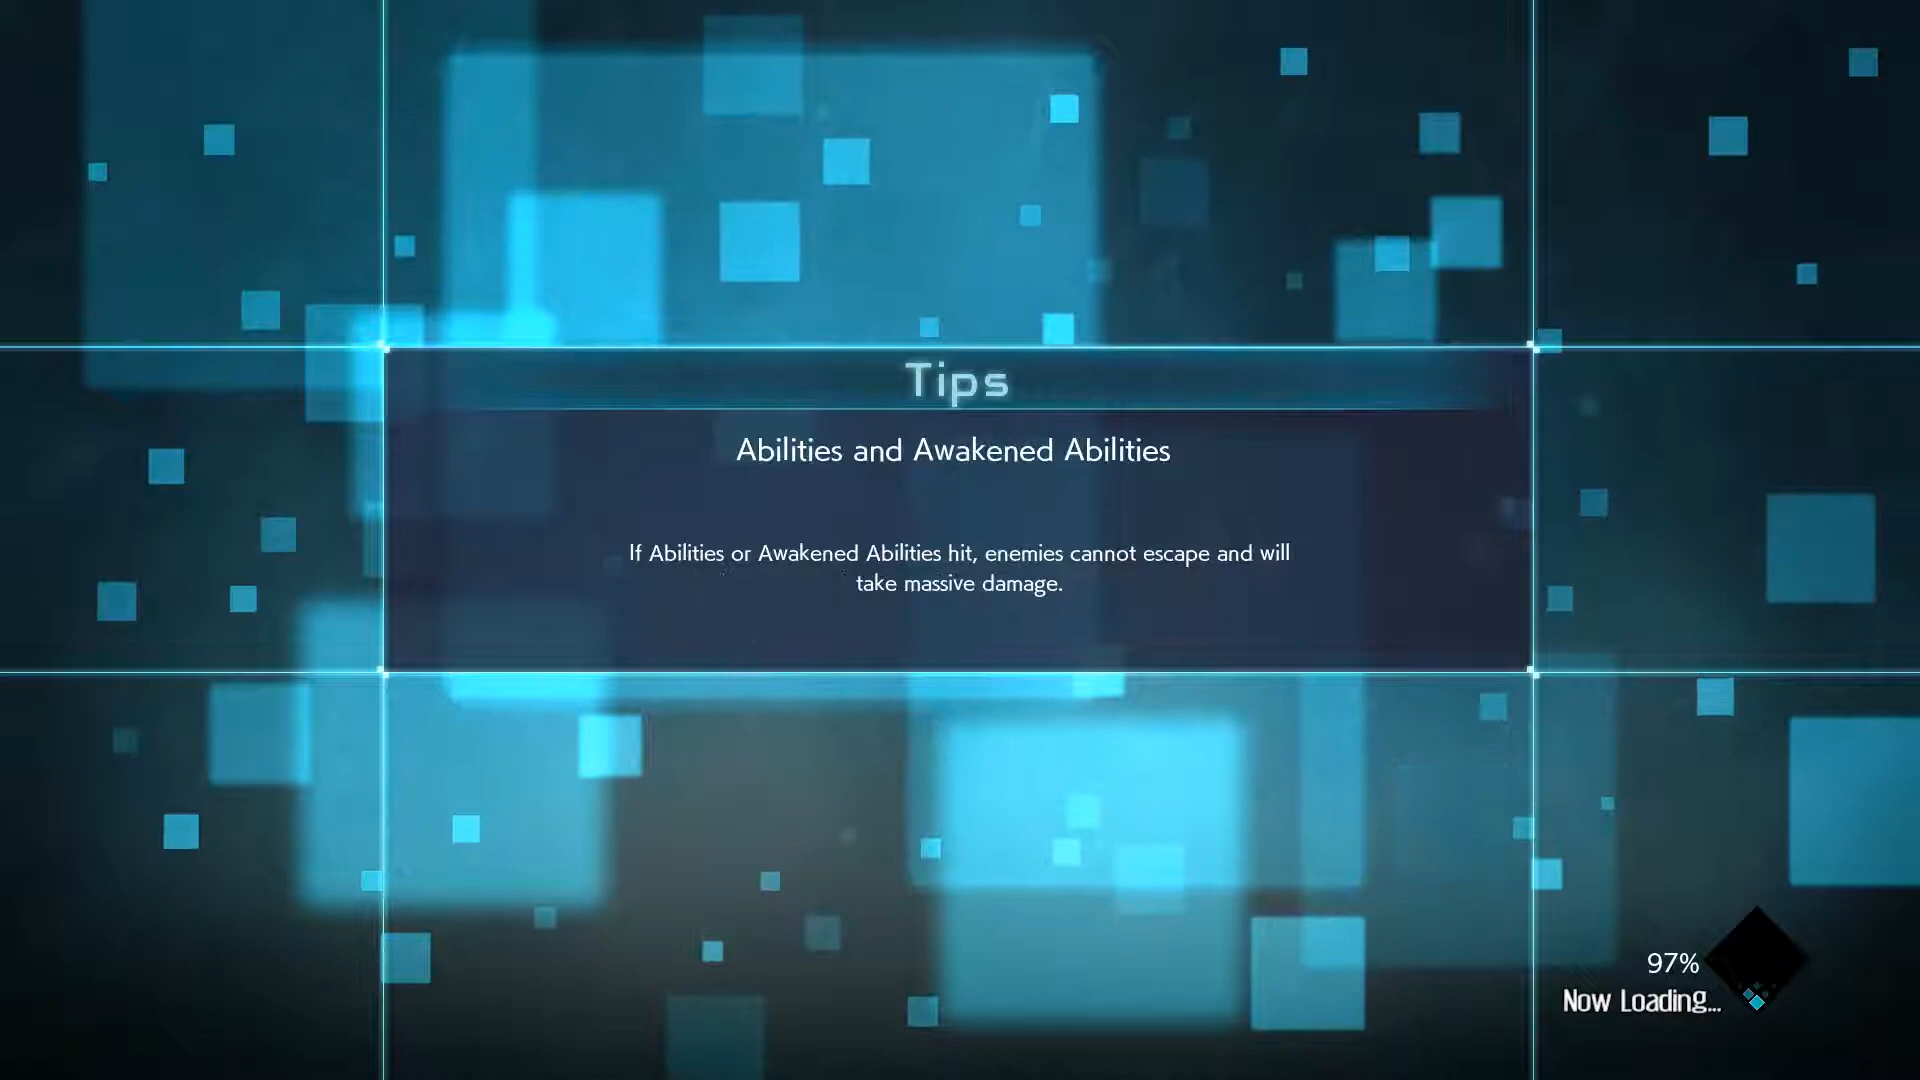 Tips
Abilities and Awakened Abilities
If Abilities or Awakened Abilities hit, enemies cannot escape and will
take massive damage.
97%
Now Loading...